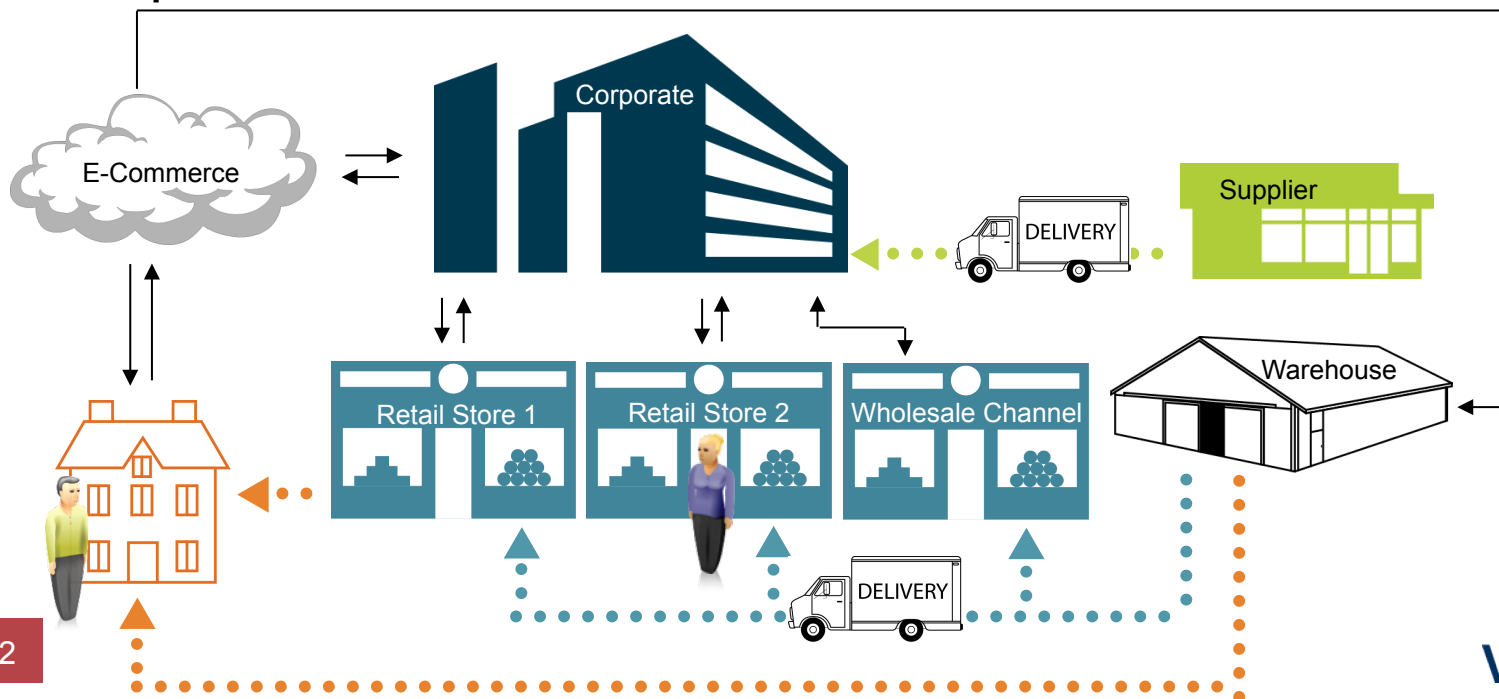 Corporate
E-Commerce
Supplier
DELIVERY
Warehouse
Retail Store 1
Retail Store 2
Wholesale Channel
DELIVERY
2